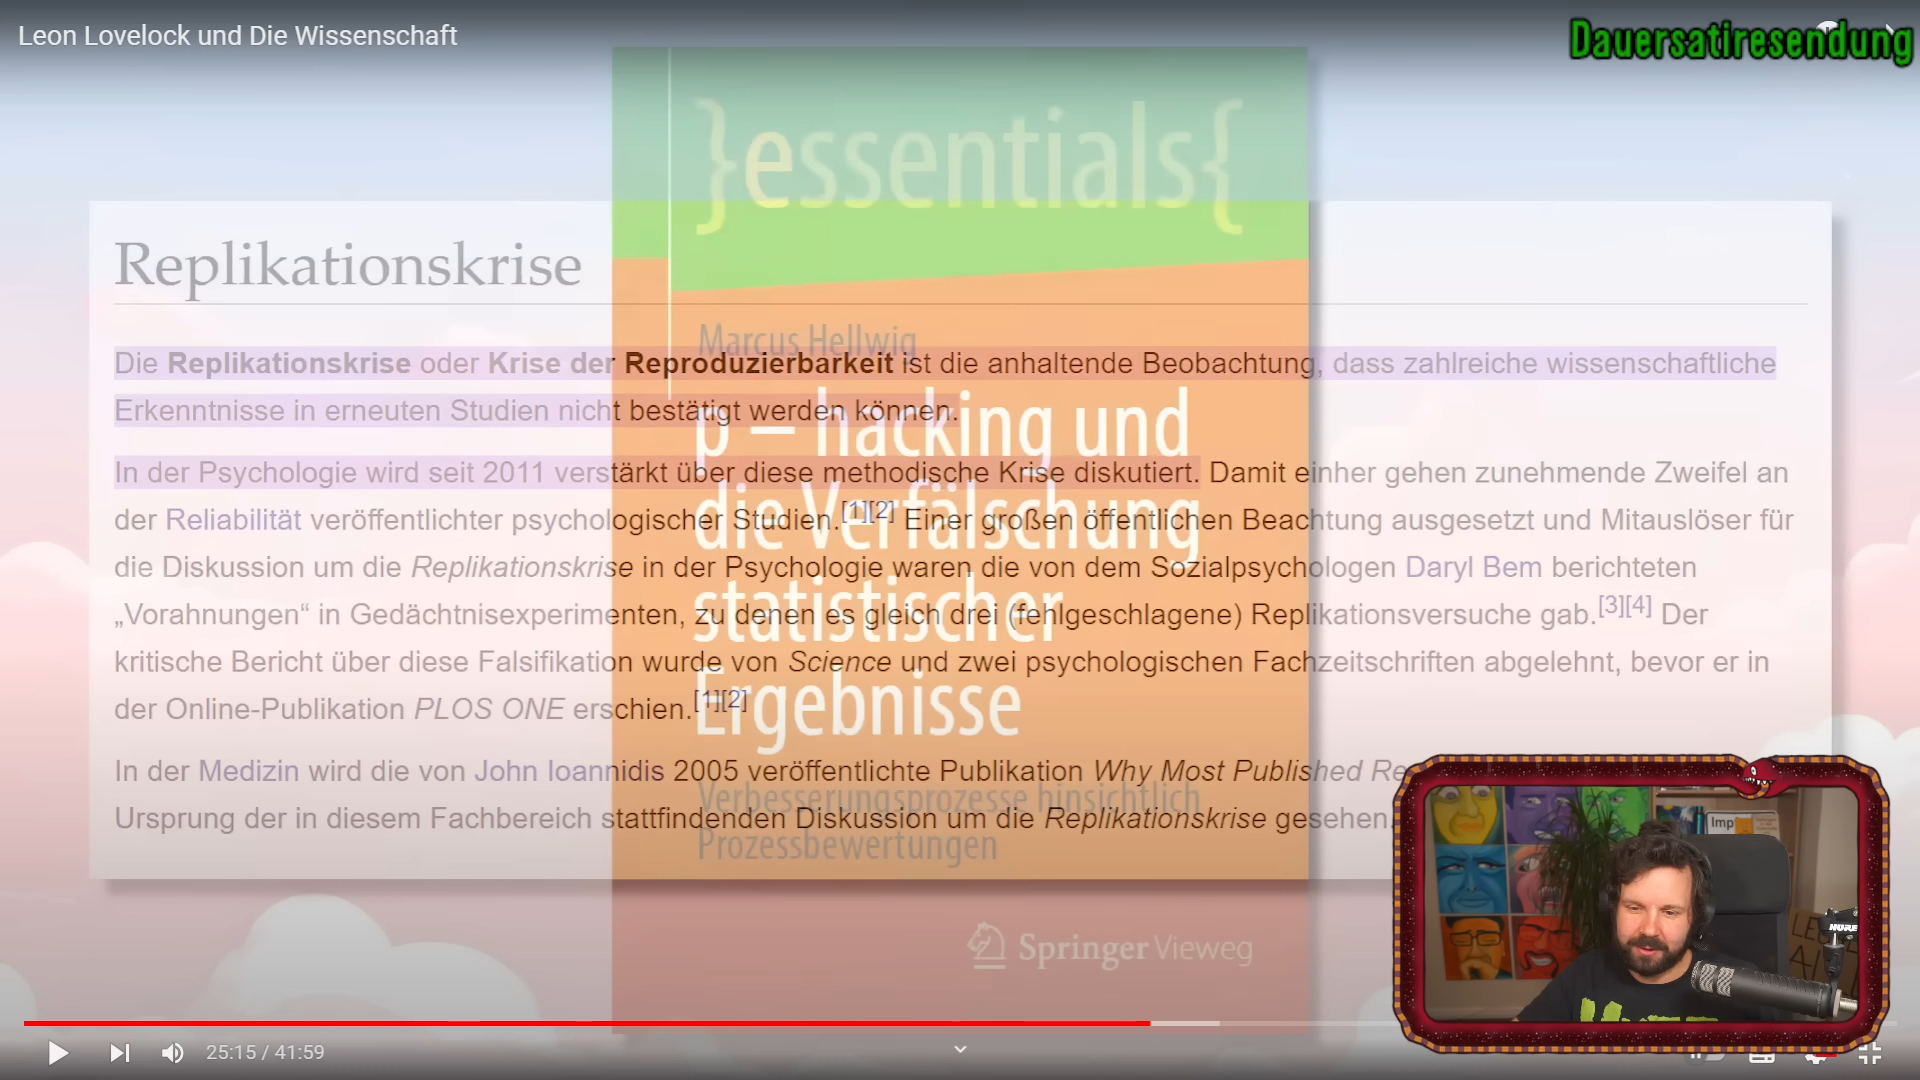 Leon Lovelock und Die Wissenschaft
Dauersatiresendung
}essentials{
Replikationskrise
Marcus Hellwig
Die Replikationskrise oder Krise der Reproduzierbarkeit ist die anhaltende Beobachtung, dass zahlreiche wissenschaftliche
Erkenntnisse in erneuten Studien nicht bestätigt werden können.
p – hacking und
In der Psychologie wird seit 2011 verstärkt über diese methodische Krise diskutiert. Damit einher gehen zunehmende Zweifel an
der Reliabilität veröffentlichter psychologischer Studien.[1][2] Einer großen öffentlichen Beachtung ausgesetzt und Mitauslöser für
die Verfälschung
die Diskussion um die Replikationskrise in der Psychologie waren die von dem Sozialpsychologen Daryl Bem berichteten
„Vorahnungen“ in Gedächtnisexperimenten, zu denen es gleich drei (fehlgeschlagene) Replikationsversuche gab.[3][4] Der
statistischer
kritische Bericht über diese Falsifikation wurde von Science und zwei psychologischen Fachzeitschriften abgelehnt, bevor er in
der Online-Publikation PLOS ONE erschien.[1][2]
Ergebnisse
In der Medizin wird die von John Ioannidis 2005 veröffentlichte Publikation Why Most Published Re
Verbesserungsprozesse hinsichtlich
Ursprung der in diesem Fachbereich stattfindenden Diskussion um die Replikationskrise gesehen.
Prozessbewertungen
Springer Vieweg
Imp
25:15 / 41:59